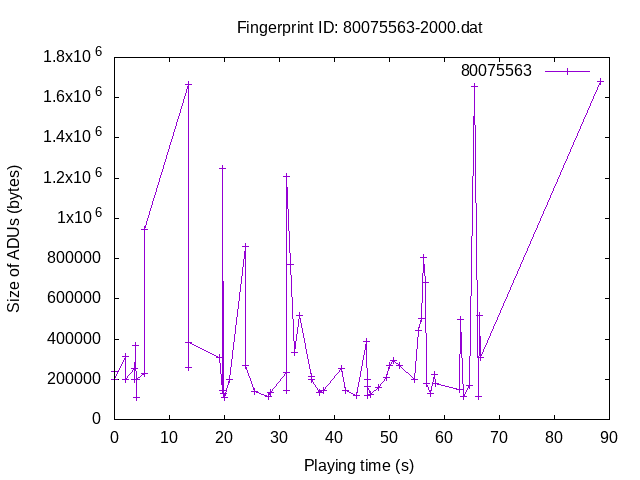 Fingerprint ID: 80075563-2000.dat
80075563
Size of ADUs (bytes)
1.8x10^6
1.6x10^6
1.4x10^6
1.2x10^6
1x10^6
800000
600000
400000
200000
0
0 10 20 30 40 50 60 70 80 90
Playing time (s)